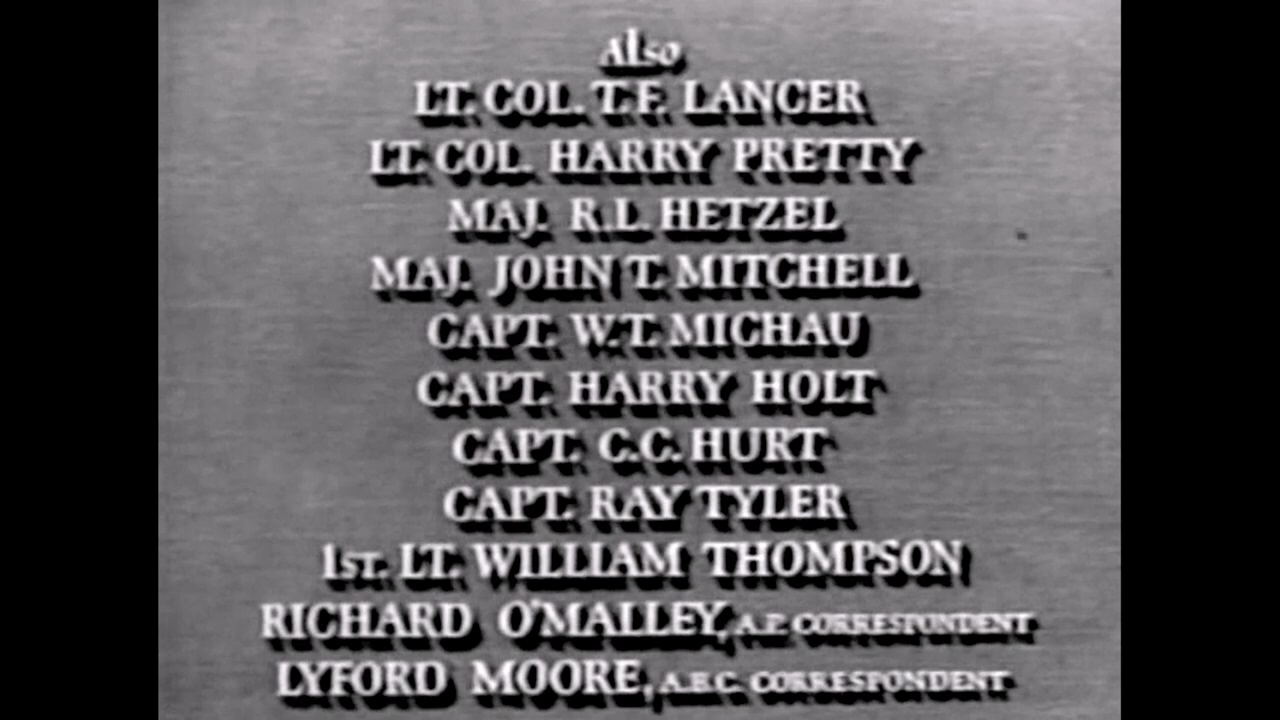 Also
LT. COL. T. F. LANCER
LT. COL. HARRY PRETTY
MAJ. R.L. HETZEL
MAJ. JOHN T. MITCHELL
CAPT. W.T. MICHAU
CAPT. HARRY HOLT
CAPT. C.C. HURT
CAPT. RAY TYLER
1ST. LT. WILLIAM THOMPSON
RICHARD O'MALLEY, A.P. CORRESPONDENT
LYFORD MOORE, A.B.C. CORRESPONDENT